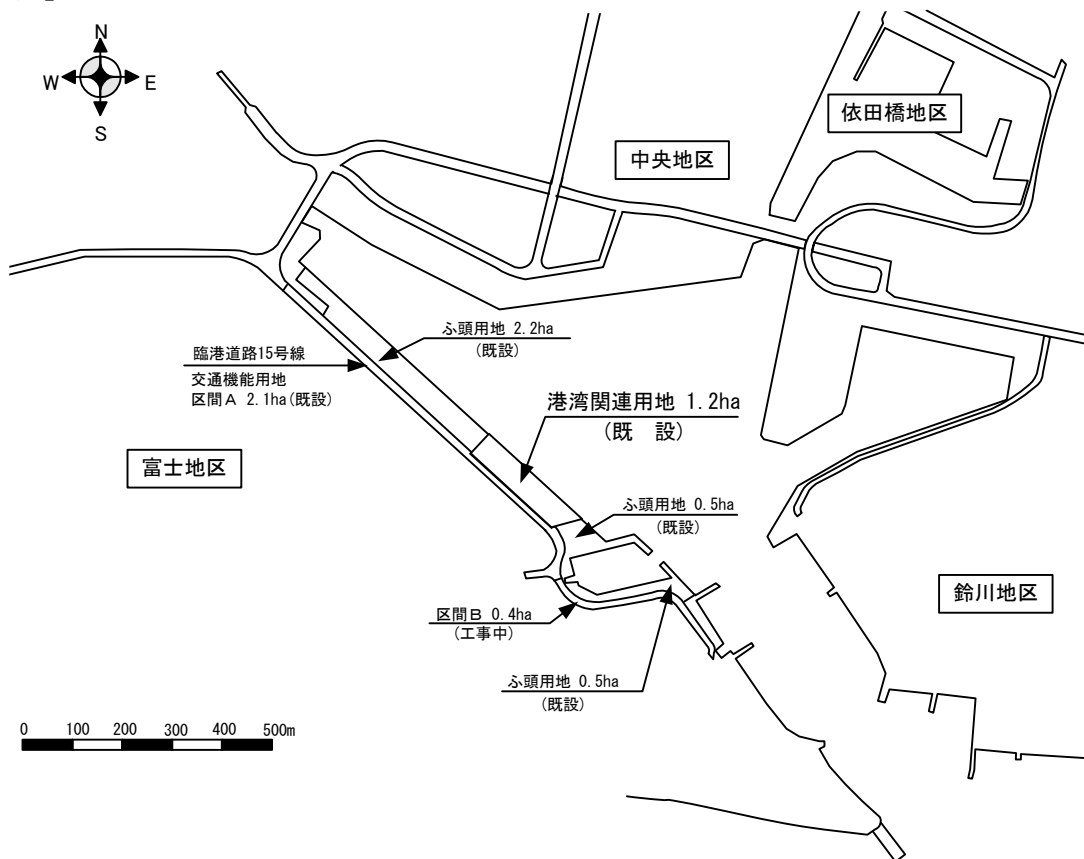 N
W E
S
依田橋地区
中央地区
ふ頭用地 2.2ha
(既設)
臨港道路15号線
交通機能用地
区間A 2.1ha(既設)
港湾関連用地 1.2ha
(既 設)
富士地区
ふ頭用地 0.5ha
(既設)
鈴川地区
区間B 0.4ha
(工事中)
ふ頭用地 0.5ha
(既設)
0 100 200 300 400 500m